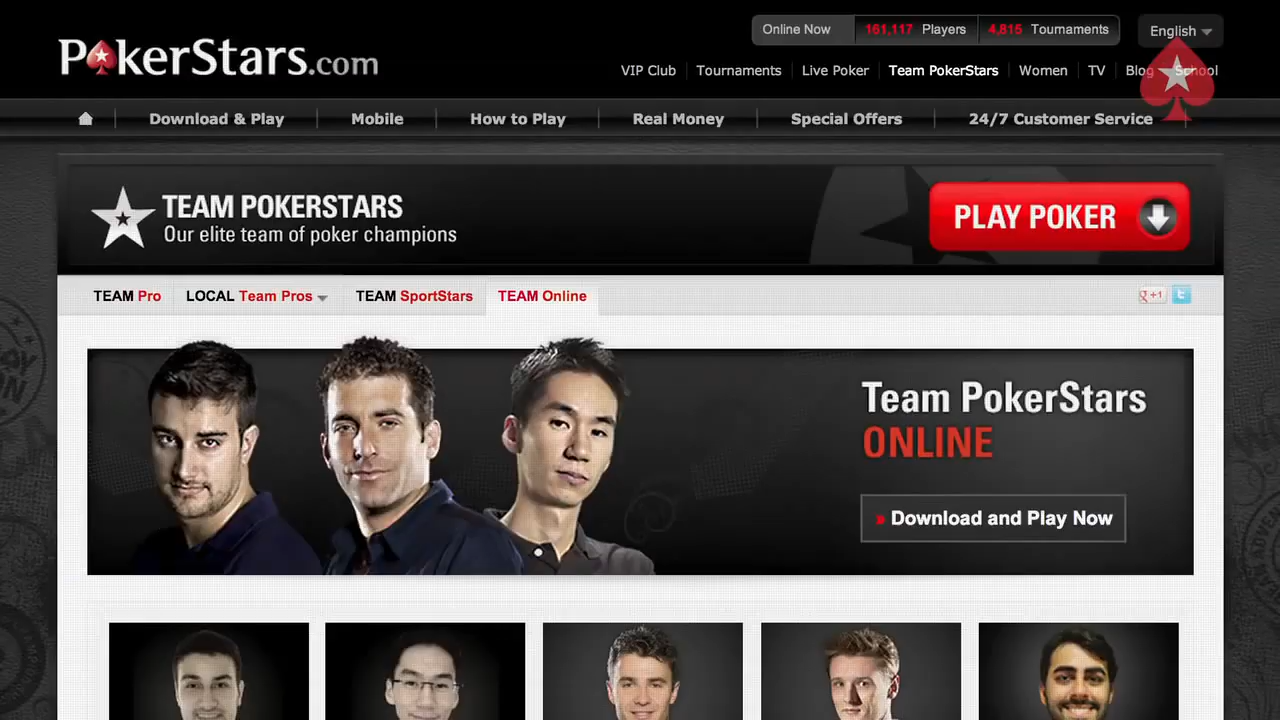 PokerStars.com
Online Now 161,117 Players 4,815 Tournaments English
VIP Club Tournaments Live Poker Team PokerStars Women TV Blog School
Download & Play Mobile How to Play Real Money Special Offers 24/7 Customer Service
TEAM POKERSTARS
Our elite team of poker champions
PLAY POKER
TEAM Pro LOCAL Team Pros TEAM SportStars TEAM Online
g +1 t
Team PokerStars
ONLINE
» Download and Play Now